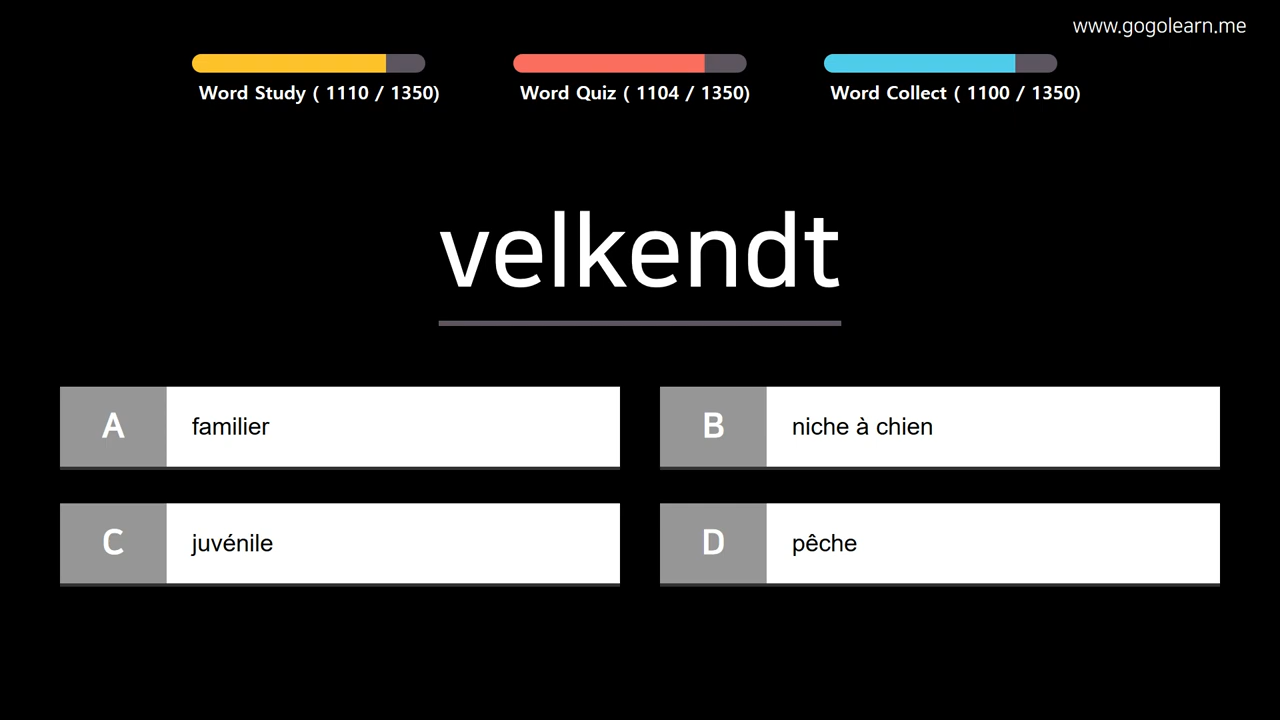 www.gogolearn.me
Word Study ( 1110 / 1350)
Word Quiz ( 1104 / 1350)
Word Collect ( 1100 / 1350)
velkendt
A familier
B niche à chien
C juvénile
D pêche